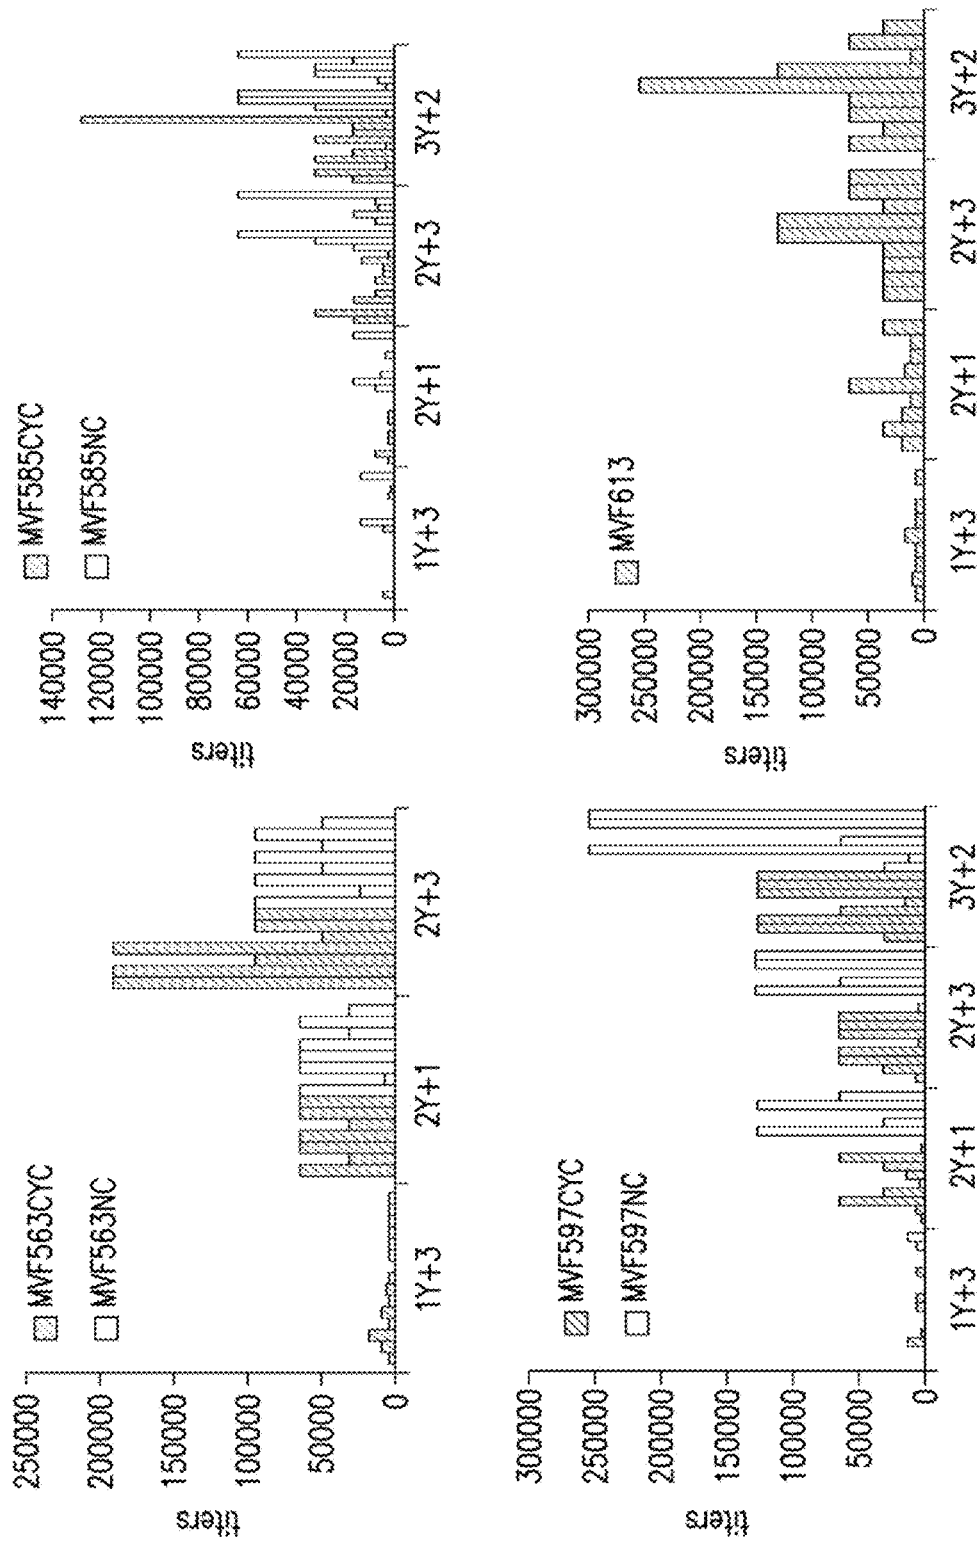 MVF563CYC
MVF563NC
250000
200000
150000
100000
50000
0
titers
1Y+3
2Y+1
2Y+3
MVF585CYC
MVF585NC
140000
120000
100000
80000
60000
40000
20000
0
titers
1Y+3
2Y+1
2Y+3
3Y+2
MVF597CYC
MVF597NC
300000
250000
200000
150000
100000
50000
0
titers
1Y+3
2Y+1
2Y+3
3Y+2
MVF613
300000
250000
200000
150000
100000
50000
0
titers
1Y+3
2Y+1
2Y+3
3Y+2